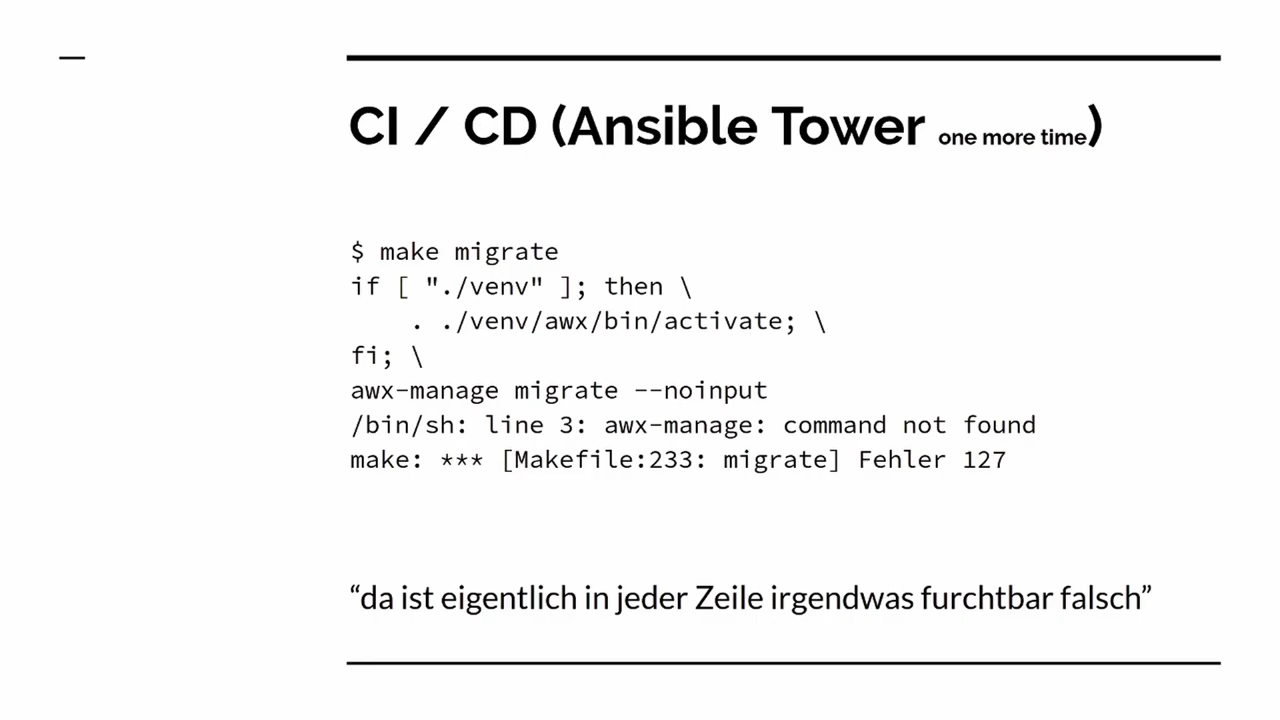 CI / CD (Ansible Tower one more time)
$ make migrate
if [ "./venv" ]; then \
    . ./venv/awx/bin/activate; \
fi; \
awx-manage migrate --noinput
/bin/sh: line 3: awx-manage: command not found
make: *** [Makefile:233: migrate] Fehler 127
“da ist eigentlich in jeder Zeile irgendwas furchtbar falsch”